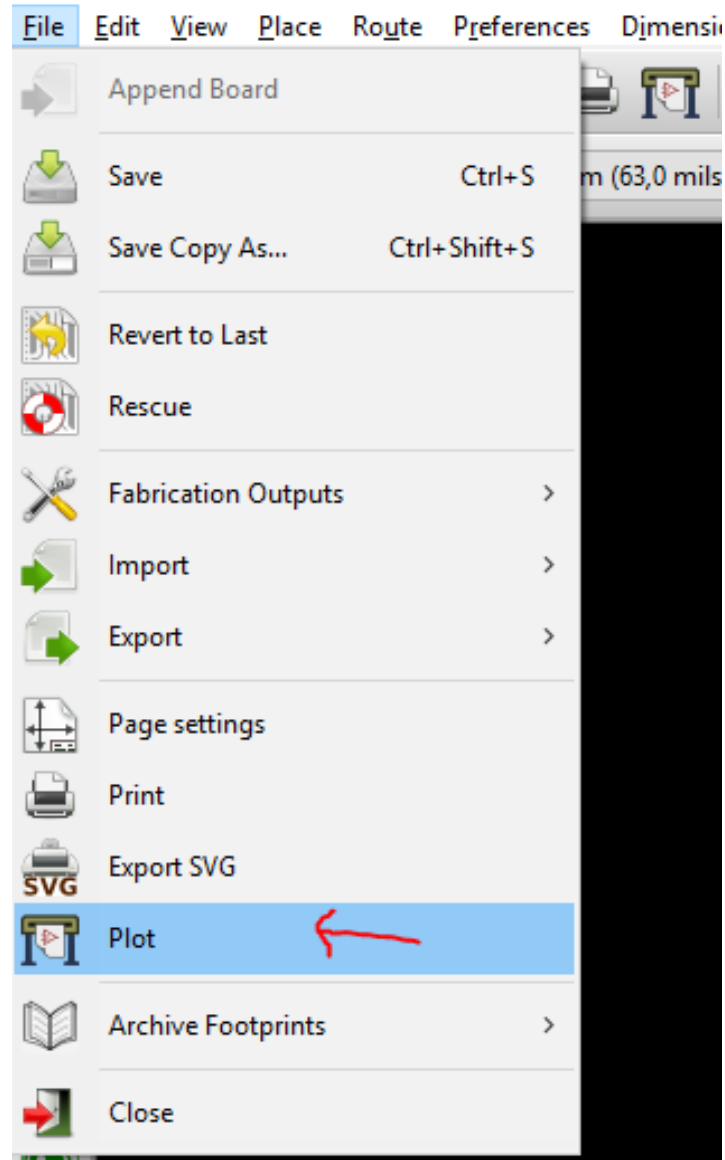 File Edit View Place Route Preferences Dimensi
Append Board
m (63,0 mils
Save Ctrl+S
Save Copy As... Ctrl+Shift+S
Revert to Last
Rescue
Fabrication Outputs
Import
Export
Page settings
Print
SVG Export SVG
Plot
Archive Footprints
Close